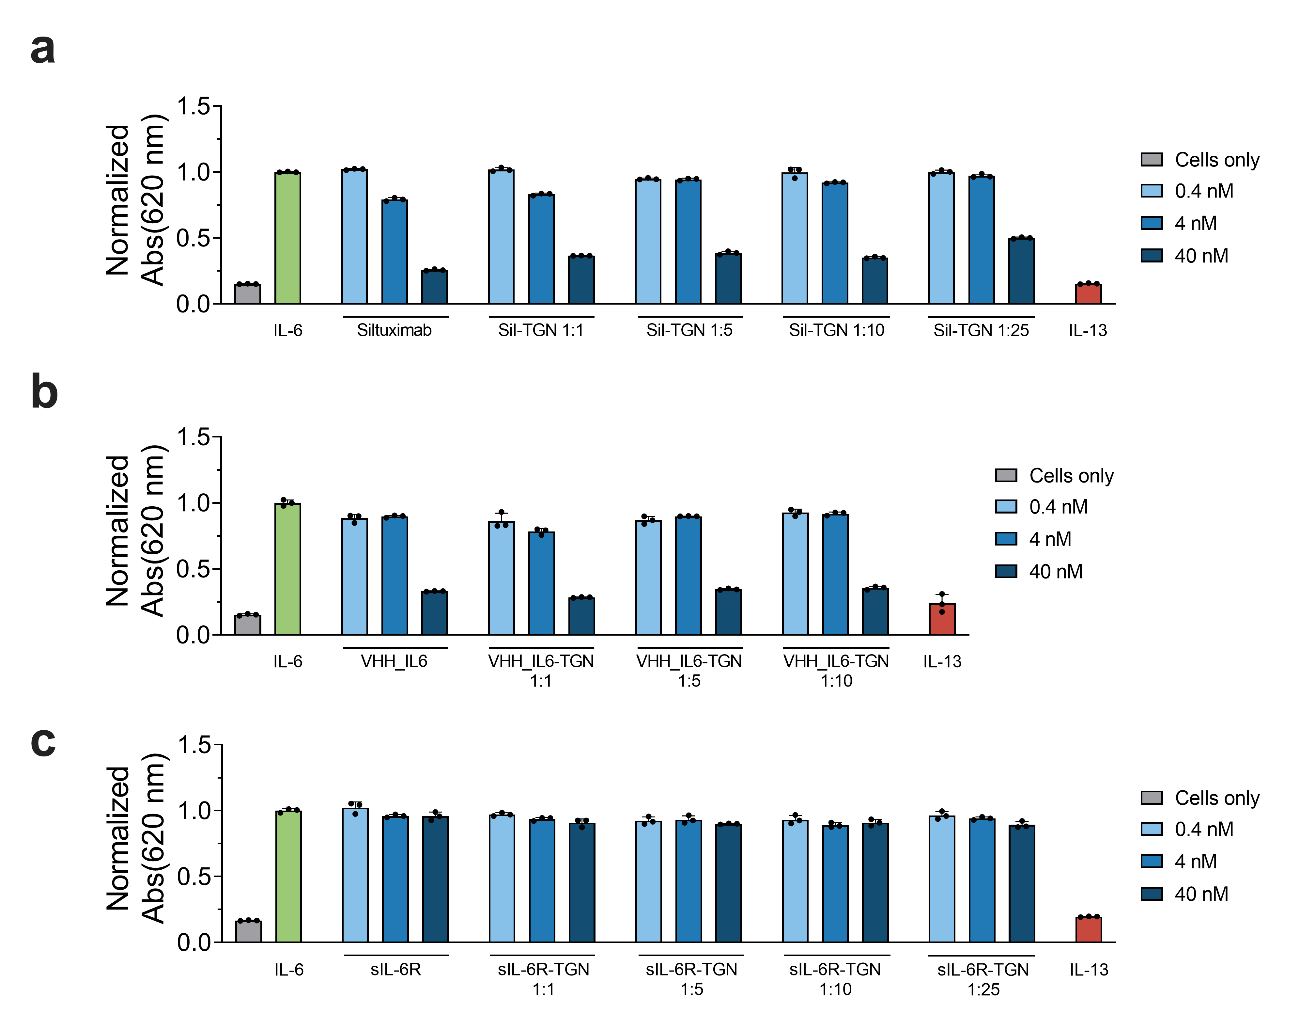 a
Normalized
Abs(620 nm)
1.5
1.0
0.5
0.0
IL-6
Siltuximab
Sil-TGN 1:1
Sil-TGN 1:5
Sil-TGN 1:10
Sil-TGN 1:25
IL-13
Cells only
0.4 nM
4 nM
40 nM
b
Normalized
Abs(620 nm)
1.5
1.0
0.5
0.0
IL-6
VHH_IL6
VHH_IL6-TGN
1:1
VHH_IL6-TGN
1:5
VHH_IL6-TGN
1:10
IL-13
Cells only
0.4 nM
4 nM
40 nM
c
Normalized
Abs(620 nm)
1.5
1.0
0.5
0.0
IL-6
sIL-6R
sIL-6R-TGN
1:1
sIL-6R-TGN
1:5
sIL-6R-TGN
1:10
sIL-6R-TGN
1:25
IL-13
Cells only
0.4 nM
4 nM
40 nM